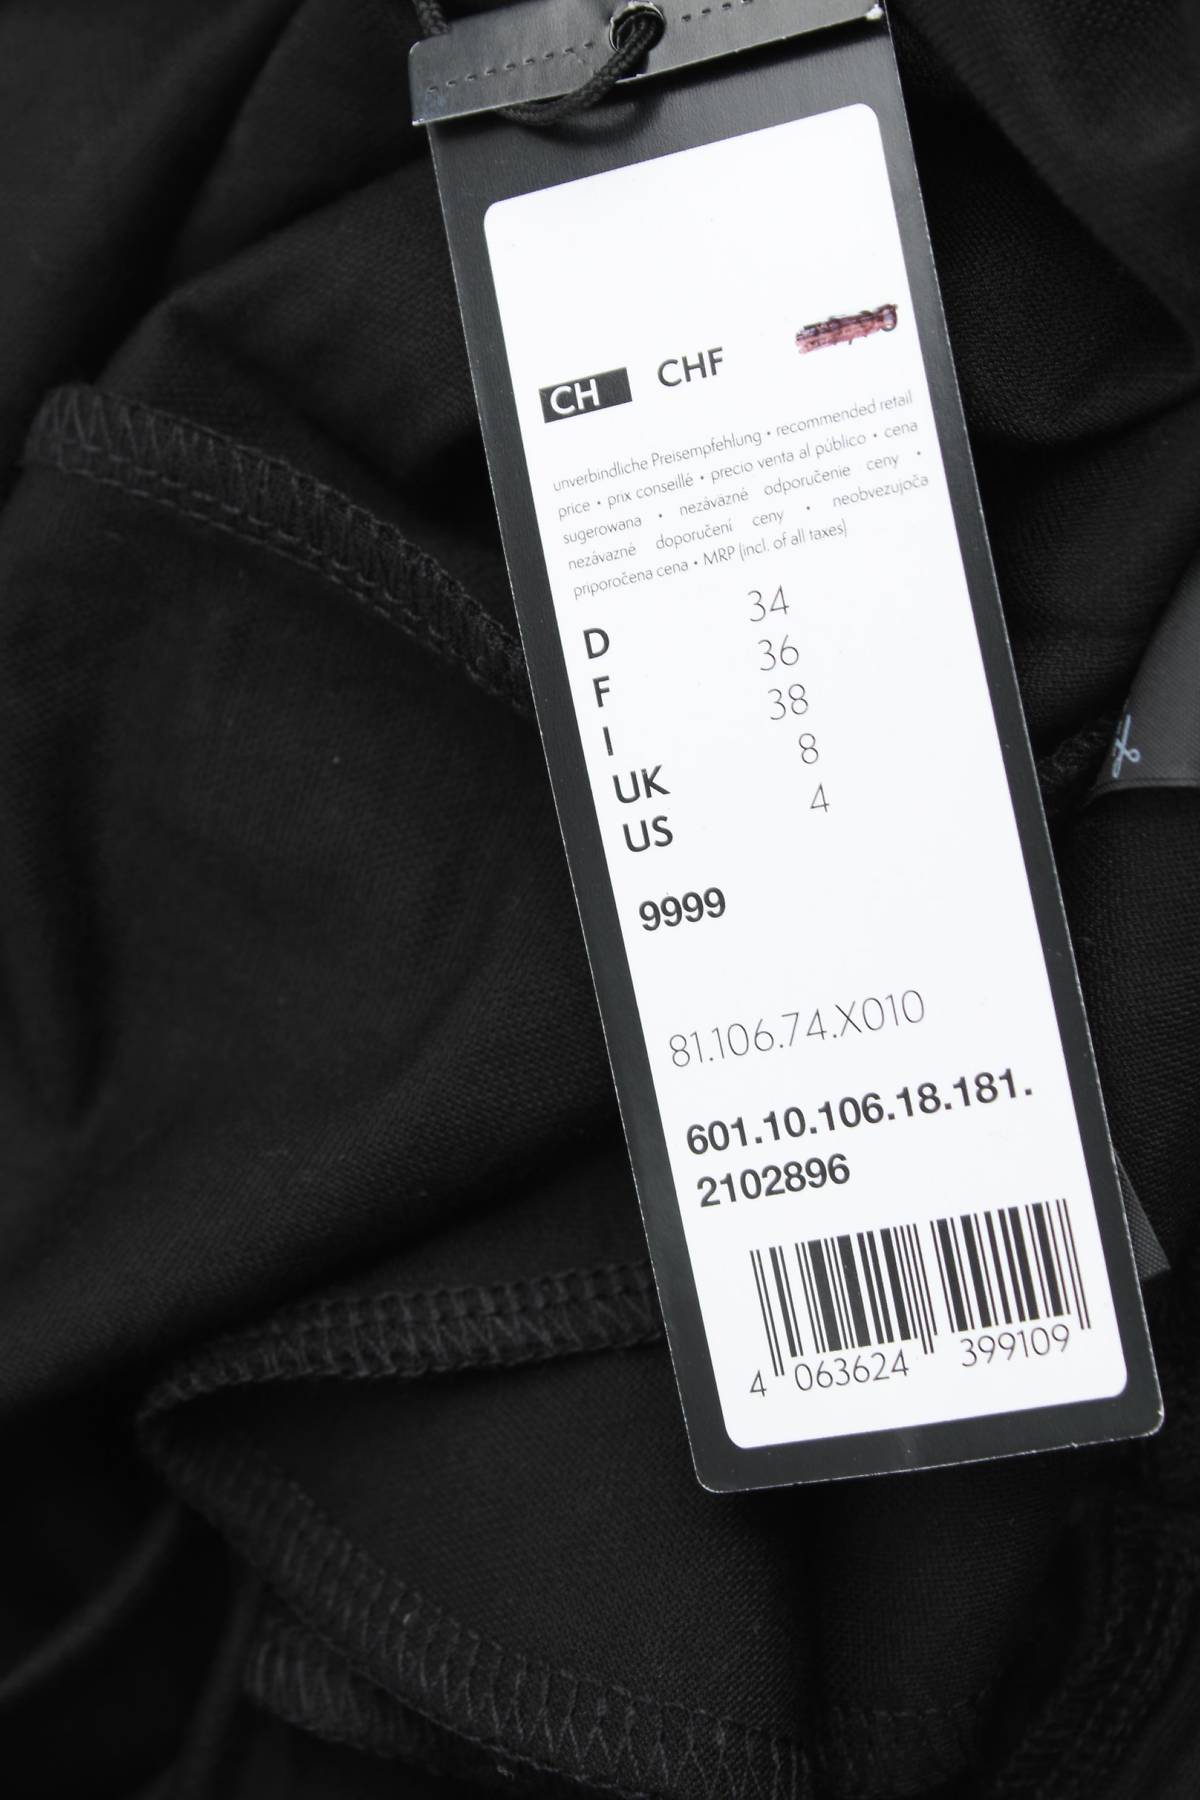 CH CHF
unverbindliche Preisempfehlung • recommended retail
price • prix conseillé • precio venta al público • cena
sugerowana • nezáväzné odporučenie ceny •
nezávazné doporučení ceny • neobvezujoča
priporočena cena • MRP (incl. of all taxes)
D 34
F 36
I 38
UK 8
US 4
9999
81.106.74.X010
601.10.106.18.181.
2102896
4 063624 399109